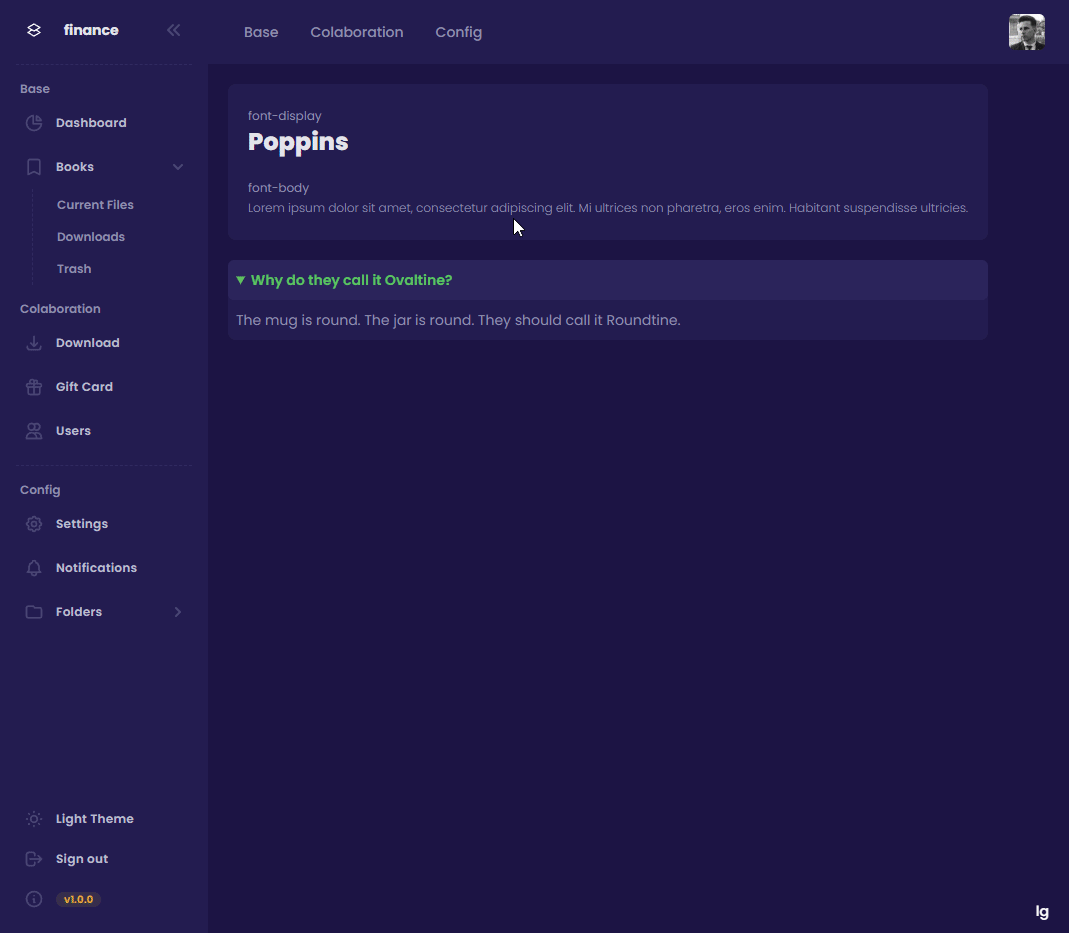 finance
Base
Dashboard
Books
Current Files
Downloads
Trash
Colaboration
Download
Gift Card
Users
Config
Settings
Notifications
Folders
Light Theme
Sign out
v1.0.0
Base Colaboration Config
font-display
Poppins
font-body
Lorem ipsum dolor sit amet, consectetur adipiscing elit. Mi ultrices non pharetra, eros enim. Habitant suspendisse ultricies.
Why do they call it Ovaltine?
The mug is round. The jar is round. They should call it Roundtine.
lg